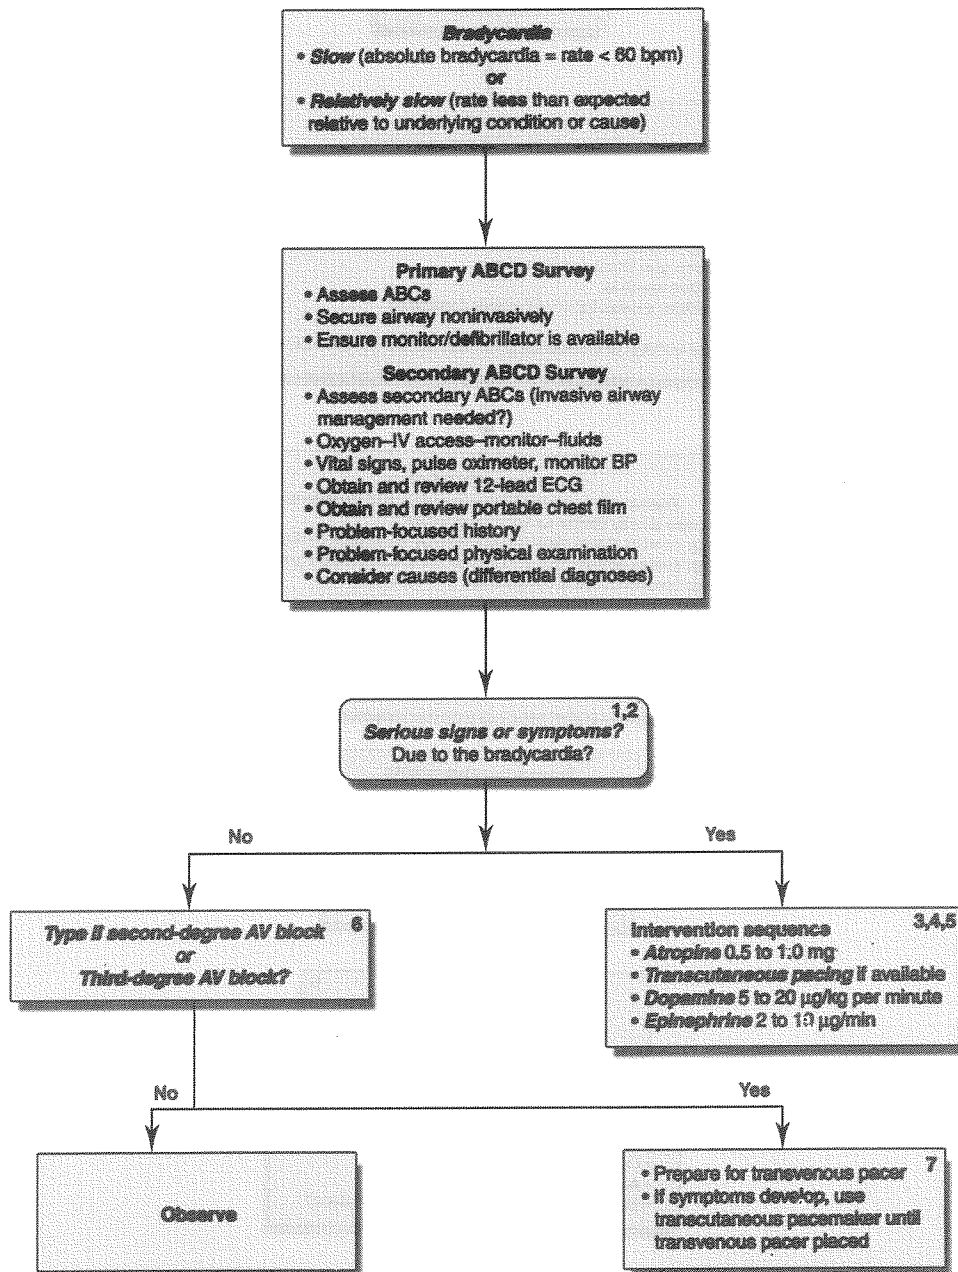 Bradycardia
• Slow (absolute bradycardia = rate < 60 bpm)
or
• Relatively slow (rate less than expected
relative to underlying condition or cause)
Primary ABCD Survey
• Assess ABCs
• Secure airway noninvasively
• Ensure monitor/defibrillator is available
Secondary ABCD Survey
• Assess secondary ABCs (invasive airway
management needed?)
• Oxygen–IV access–monitor–fluids
• Vital signs, pulse oximeter, monitor BP
• Obtain and review 12-lead ECG
• Obtain and review portable chest film
• Problem-focused history
• Problem-focused physical examination
• Consider causes (differential diagnoses)
1,2
Serious signs or symptoms?
Due to the bradycardia?
No
Yes
6
Type II second-degree AV block
or
Third-degree AV block?
3,4,5
Intervention sequence
• Atropine 0.5 to 1.0 mg
• Transcutaneous pacing if available
• Dopamine 5 to 20 µg/kg per minute
• Epinephrine 2 to 10 µg/min
No
Yes
Observe
7
• Prepare for transvenous pacer
• If symptoms develop, use
transcutaneous pacemaker until
transvenous pacer placed